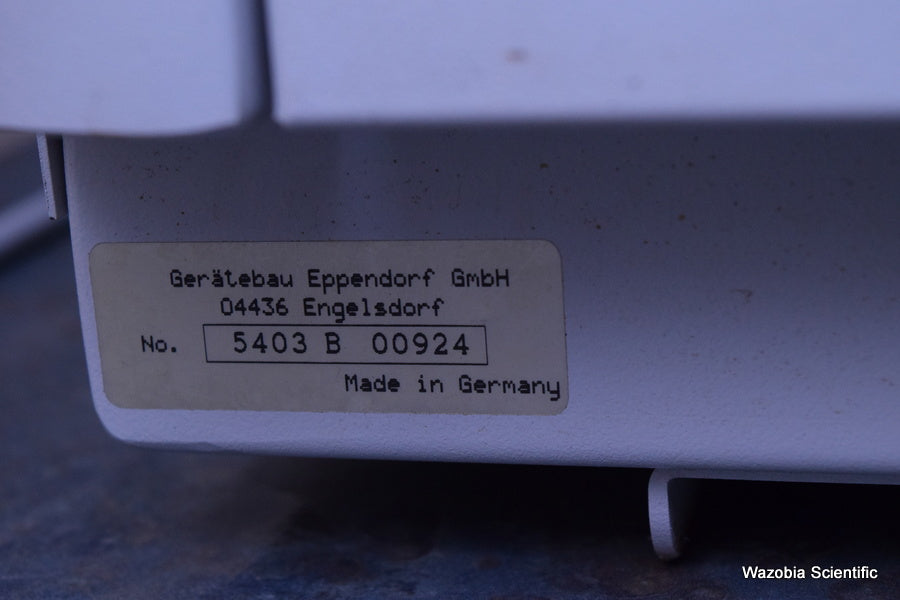 Gerätebau Eppendorf GmbH
04436 Engelsdorf
No. 5403 B 00924
Made in Germany
Wazobia Scientific